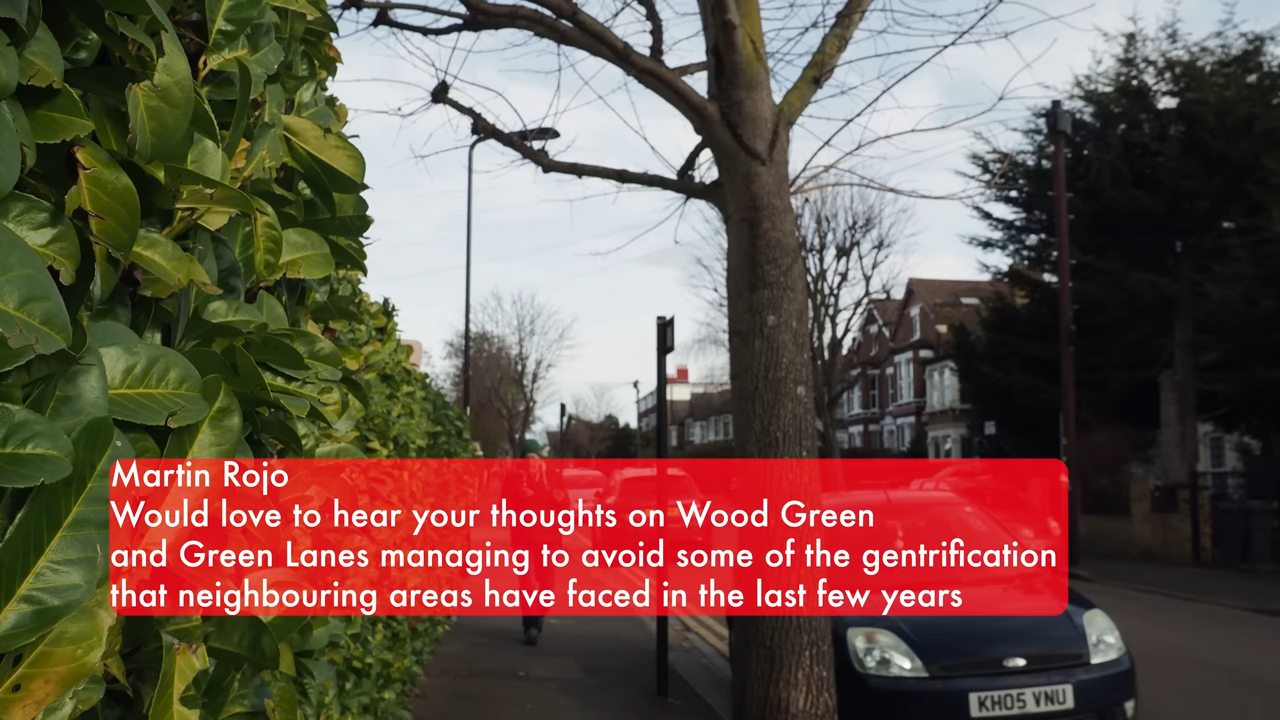 Martin Rojo
Would love to hear your thoughts on Wood Green
and Green Lanes managing to avoid some of the gentrification
that neighbouring areas have faced in the last few years
KH05 VNU